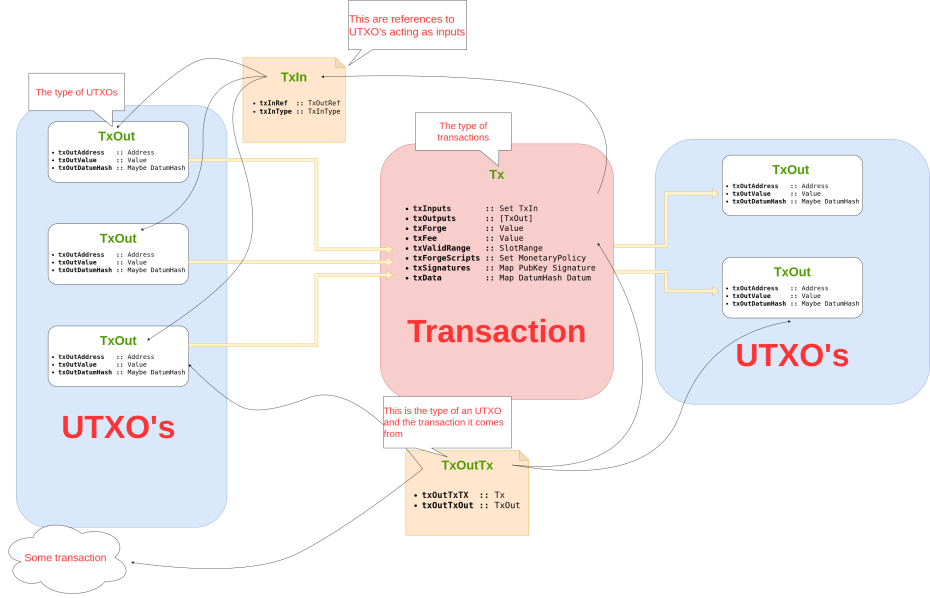 This are references to
UTXO's acting as inputs
TxIn
• txInRef :: TxOutRef
• txInType :: TxInType
The type of UTXOs
TxOut
• txOutAddress :: Address
• txOutValue :: Value
• txOutDatumHash :: Maybe DatumHash
TxOut
• txOutAddress :: Address
• txOutValue :: Value
• txOutDatumHash :: Maybe DatumHash
TxOut
• txOutAddress :: Address
• txOutValue :: Value
• txOutDatumHash :: Maybe DatumHash
UTXO's
The type of
transactions
Tx
• txInputs :: Set TxIn
• txOutputs :: [TxOut]
• txForge :: Value
• txFee :: Value
• txValidRange :: SlotRange
• txForgeScripts :: Set MonetaryPolicy
• txSignatures :: Map PubKey Signature
• txData :: Map DatumHash Datum
Transaction
TxOut
• txOutAddress :: Address
• txOutValue :: Value
• txOutDatumHash :: Maybe DatumHash
TxOut
• txOutAddress :: Address
• txOutValue :: Value
• txOutDatumHash :: Maybe DatumHash
UTXO's
This is the type of an UTXO
and the transaction it comes
from
TxOutTx
• txOutTxTX :: Tx
• txOutTxOut :: TxOut
Some transaction